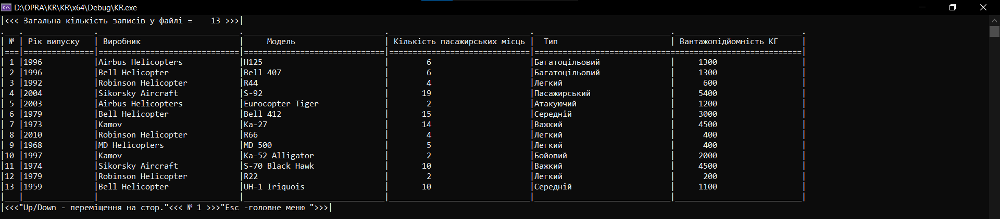 D:\OPRA\KR\KR\x64\Debug\KR.exe
|<<< Загальна кількість записів у файлі =    13 >>>|
| № | Рік випуску   | Виробник                     |     Модель                   | Кількість пасажирських місць |  Тип                        | Вантажопідйомність КГ     |
|===|===============|==============================|==============================|==============================|=========================================================|
| 1 |1996           |Airbus Helicopters            |H125                          |        6                     |Багатоцільовий               |     1300                  |
| 2 |1996           |Bell Helicopter               |Bell 407                      |        6                     |Багатоцільовий               |     1300                  |
| 3 |1992           |Robinson Helicopter           |R44                           |        4                     |Легкий                       |      600                  |
| 4 |2004           |Sikorsky Aircraft             |S-92                          |       19                     |Пасажирський                 |     5400                  |
| 5 |2003           |Airbus Helicopters            |Eurocopter Tiger              |        2                     |Атакуючий                    |     1200                  |
| 6 |1979           |Bell Helicopter               |Bell 412                      |       15                     |Середній                     |     3000                  |
| 7 |1973           |Kamov                         |Ka-27                         |       14                     |Важкий                       |     4500                  |
| 8 |2010           |Robinson Helicopter           |R66                           |        4                     |Легкий                       |      400                  |
| 9 |1968           |MD Helicopters                |MD 500                        |        5                     |Легкий                       |      400                  |
|10 |1997           |Kamov                         |Ka-52 Alligator               |        2                     |Бойовий                      |     2000                  |
|11 |1974           |Sikorsky Aircraft             |S-70 Black Hawk               |       10                     |Важкий                       |     4500                  |
|12 |1979           |Robinson Helicopter           |R22                           |        2                     |Легкий                       |      200                  |
|13 |1959           |Bell Helicopter               |UH-1 Iriquois                 |       10                     |Середній                     |     1100                  |
|<<<"Up/Down - переміщення на стор."<<< № 1 >>>"Esc -головне меню ">>>|